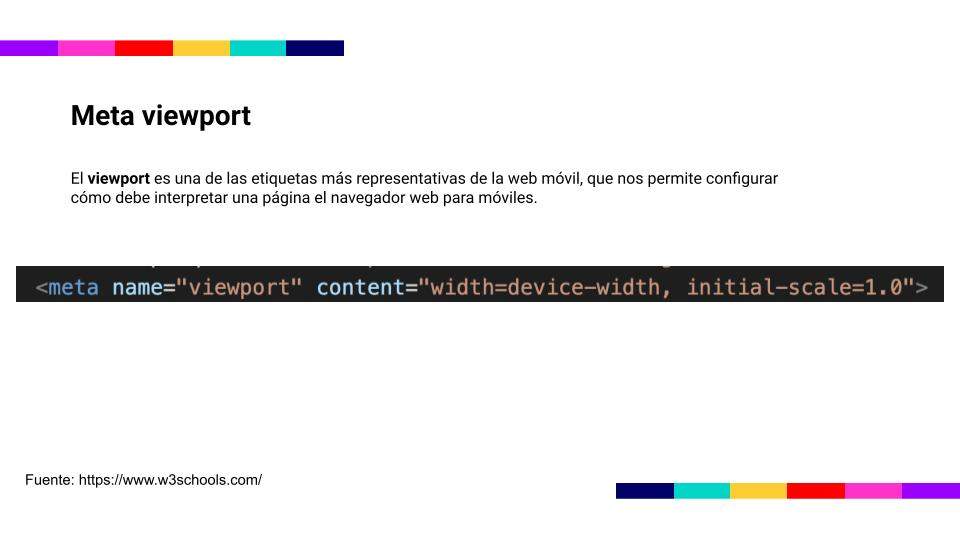 Meta viewport
El viewport es una de las etiquetas más representativas de la web móvil, que nos permite configurar
cómo debe interpretar una página el navegador web para móviles.
<meta name="viewport" content="width=device-width, initial-scale=1.0">
Fuente: https://www.w3schools.com/